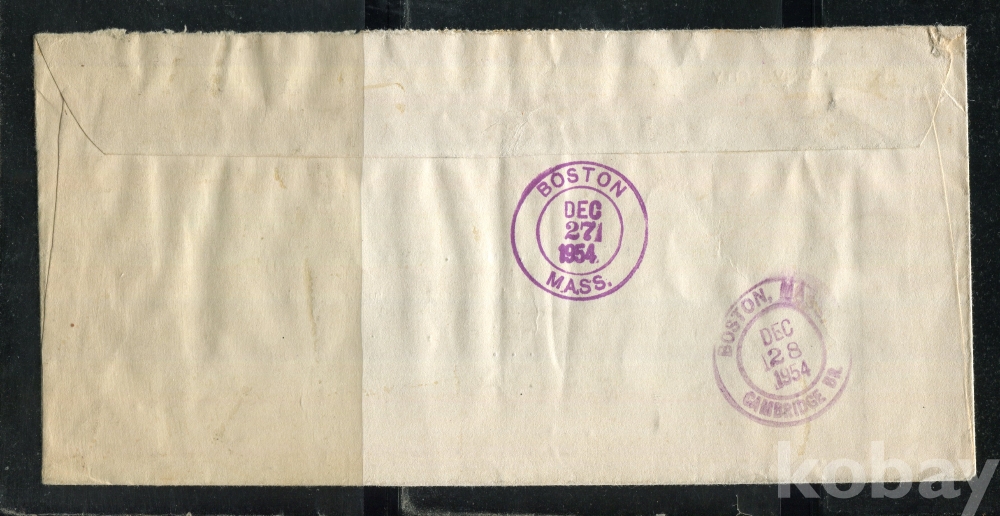 BOSTON
DEC
27
1954
MASS.
BOSTON, MASS.
DEC
28
1954
CAMBRIDGE BR.
kobay